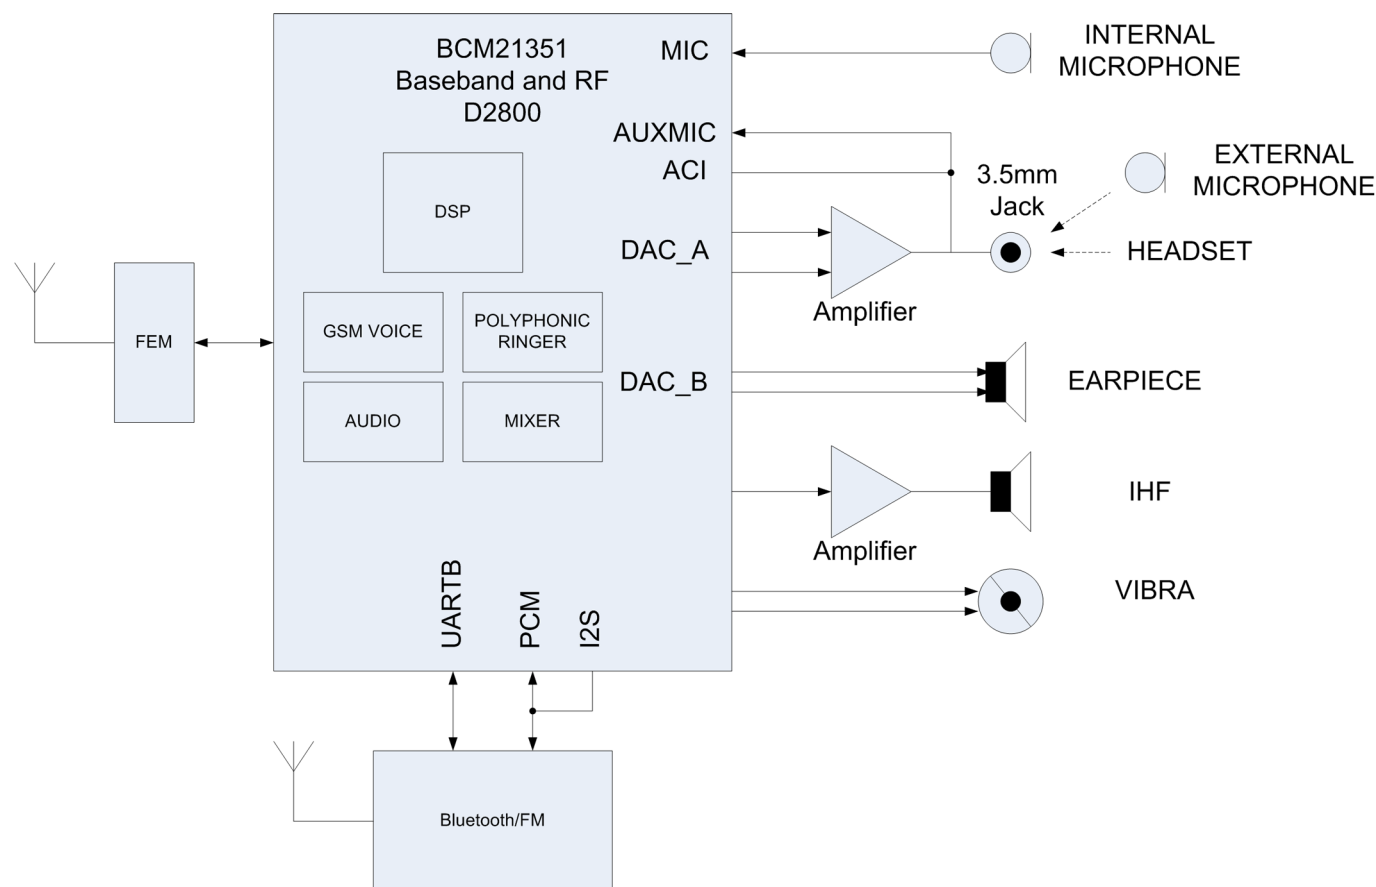 BCM21351
Baseband and RF
D2800
MIC
INTERNAL
MICROPHONE
AUXMIC
ACI
3.5mm
Jack
EXTERNAL
MICROPHONE
HEADSET
DSP
DAC_A
Amplifier
FEM
GSM VOICE
POLYPHONIC
RINGER
DAC_B
EARPIECE
AUDIO
MIXER
IHF
Amplifier
VIBRA
UARTB
PCM
I2S
Bluetooth/FM